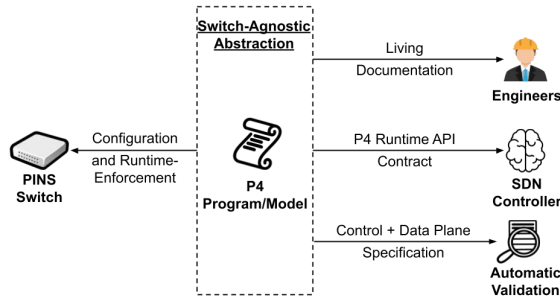 Switch-Agnostic
Abstraction
Living
Documentation
Engineers
Configuration
and Runtime-
Enforcement
PINS
Switch
P4
Program/Model
P4 Runtime API
Contract
SDN
Controller
Control + Data Plane
Specification
Automatic
Validation